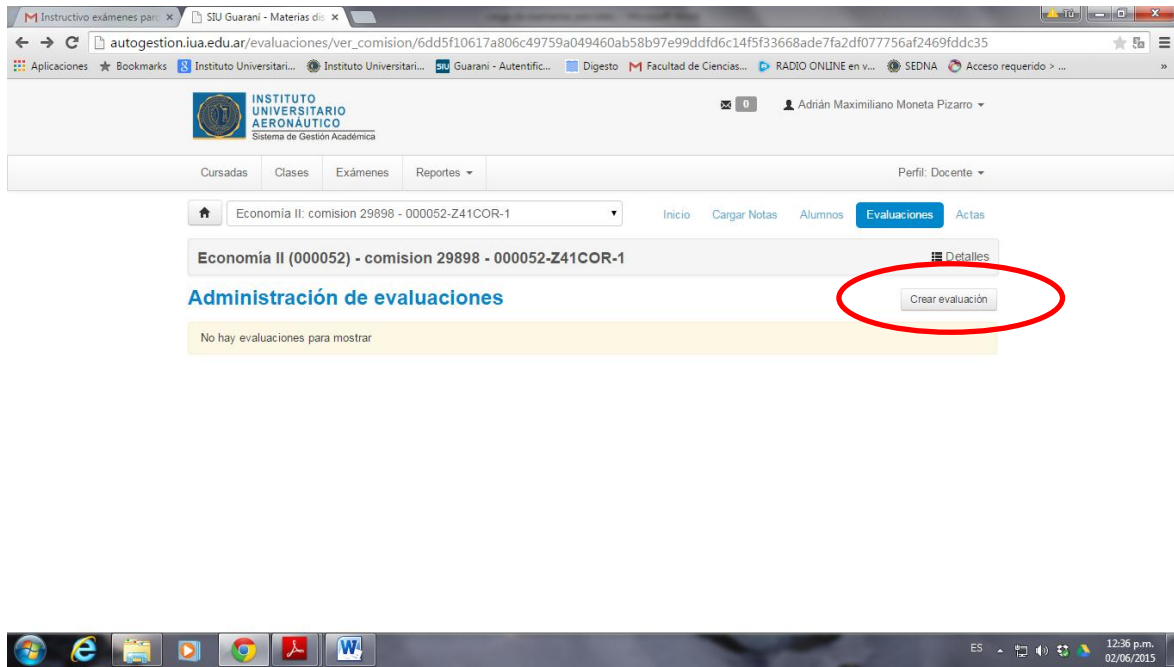 Instructivo exámenes parc
SIU Guaraní - Materias dis
Tú
autogestion.iua.edu.ar/evaluaciones/ver_comision/6dd5f10617a806c49759a049460ab58b97e99ddfd6c14f5f33668ade7fa2df077756af2469fddc35
Aplicaciones Bookmarks Instituto Universitari... Instituto Universitari... SIU Guarani - Autentific... Digesto Facultad de Ciencias... RADIO ONLINE en v... SEDNA Acceso requerido > ... »
INSTITUTO
UNIVERSITARIO
AERONÁUTICO
Sistema de Gestión Académica
0 Adrián Maximiliano Moneta Pizarro
Cursadas Clases Exámenes Reportes Perfil: Docente
Economía II: comision 29898 - 000052-Z41COR-1 Inicio Cargar Notas Alumnos Evaluaciones Actas
Economía II (000052) - comision 29898 - 000052-Z41COR-1 Detalles
Administración de evaluaciones Crear evaluación
No hay evaluaciones para mostrar
ES 12:36 p.m.
02/06/2015